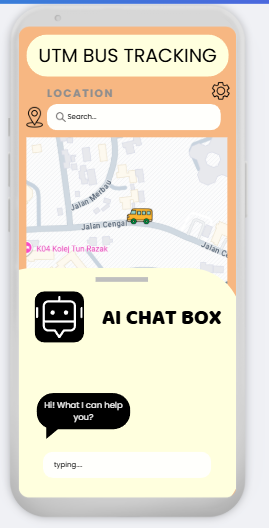 UTM BUS TRACKING
LOCATION
Search...
Jalan Merbau
Jalan Cengal
Jalan Ce
K04 Kolej Tun Razak
AI CHAT BOX
Hi! What I can help
you?
typing...